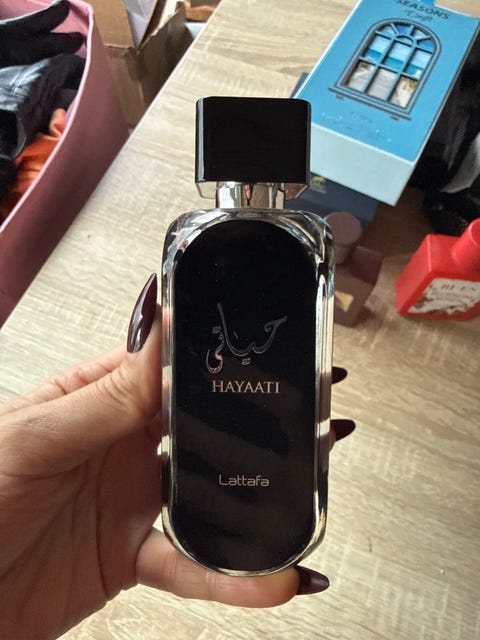 SEASONS
حياتي
HAYAATI
Lattafa